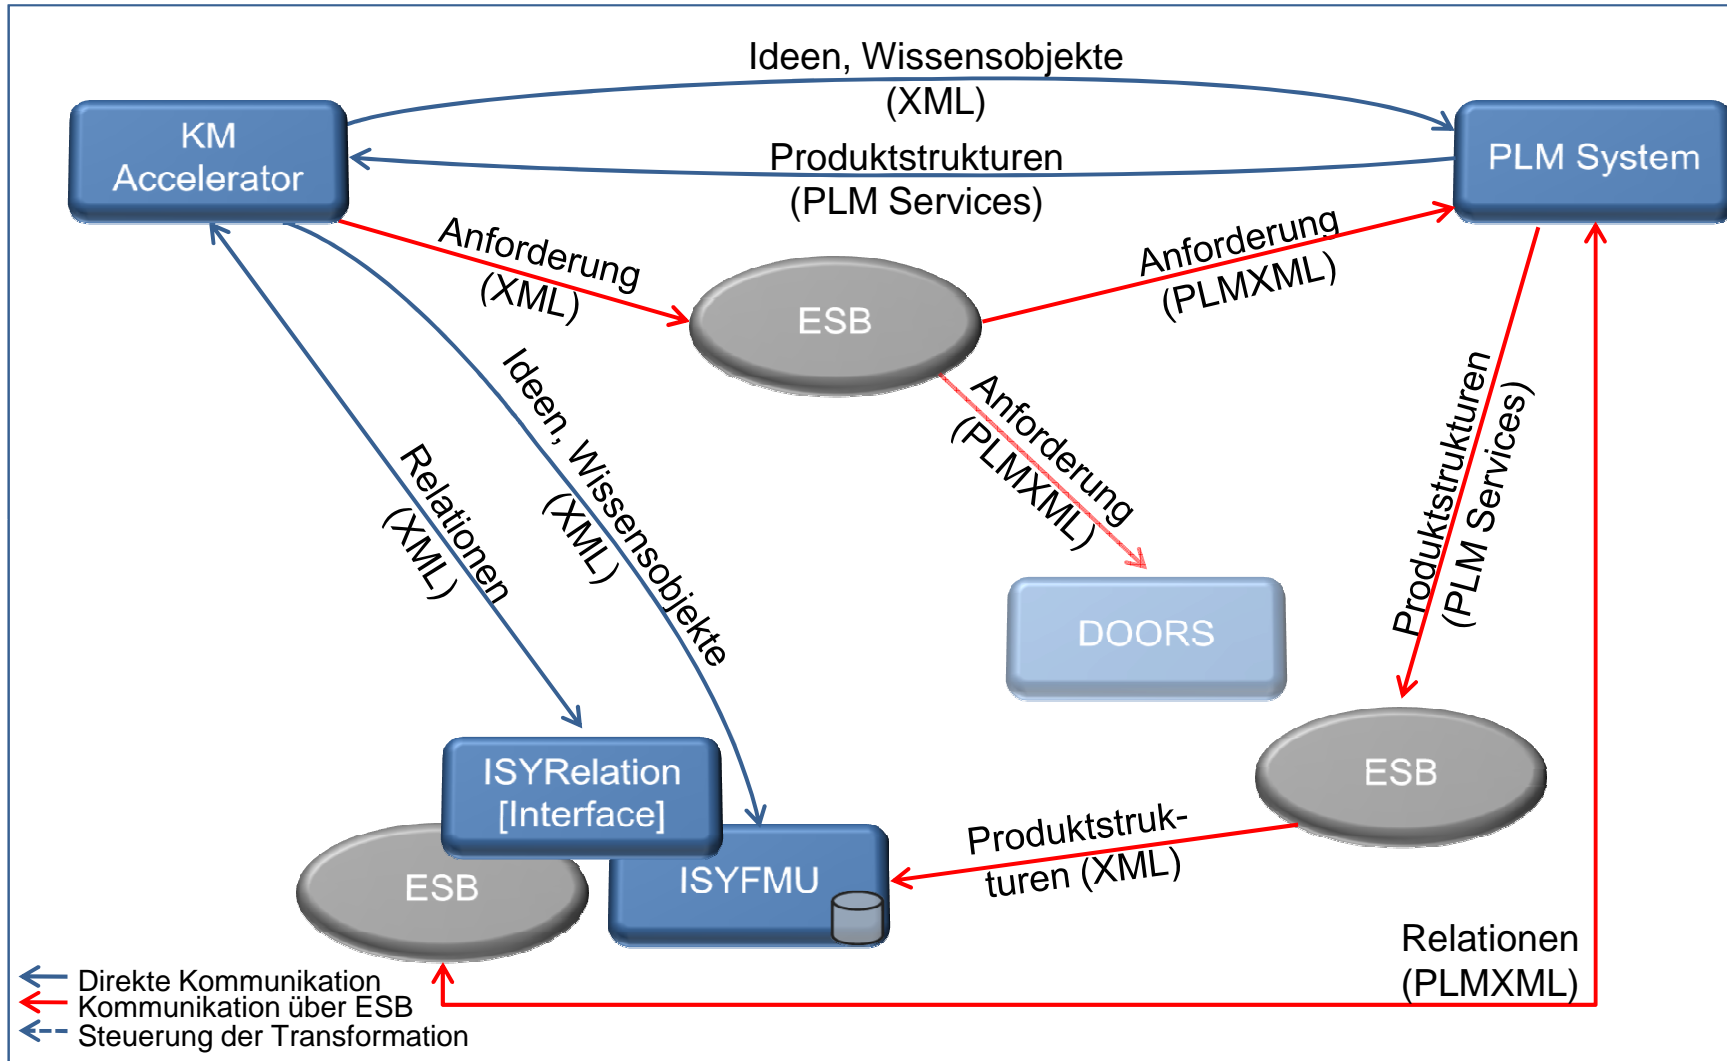 Ideen, Wissensobjekte
(XML)
KM
Accelerator
Produktstrukturen
(PLM Services)
PLM System
Anforderung
(XML)
ESB
Anforderung
(PLMXML)
Anforderung
(PLMXML)
DOORS
Produktstrukturen
(PLM Services)
Ideen, Wissensobjekte
(XML)
Relationen
(XML)
ISYRelation
[Interface]
ESB
ISYFMU
Produktstruk-
turen (XML)
ESB
Relationen
(PLMXML)
Direkte Kommunikation
Kommunikation über ESB
Steuerung der Transformation